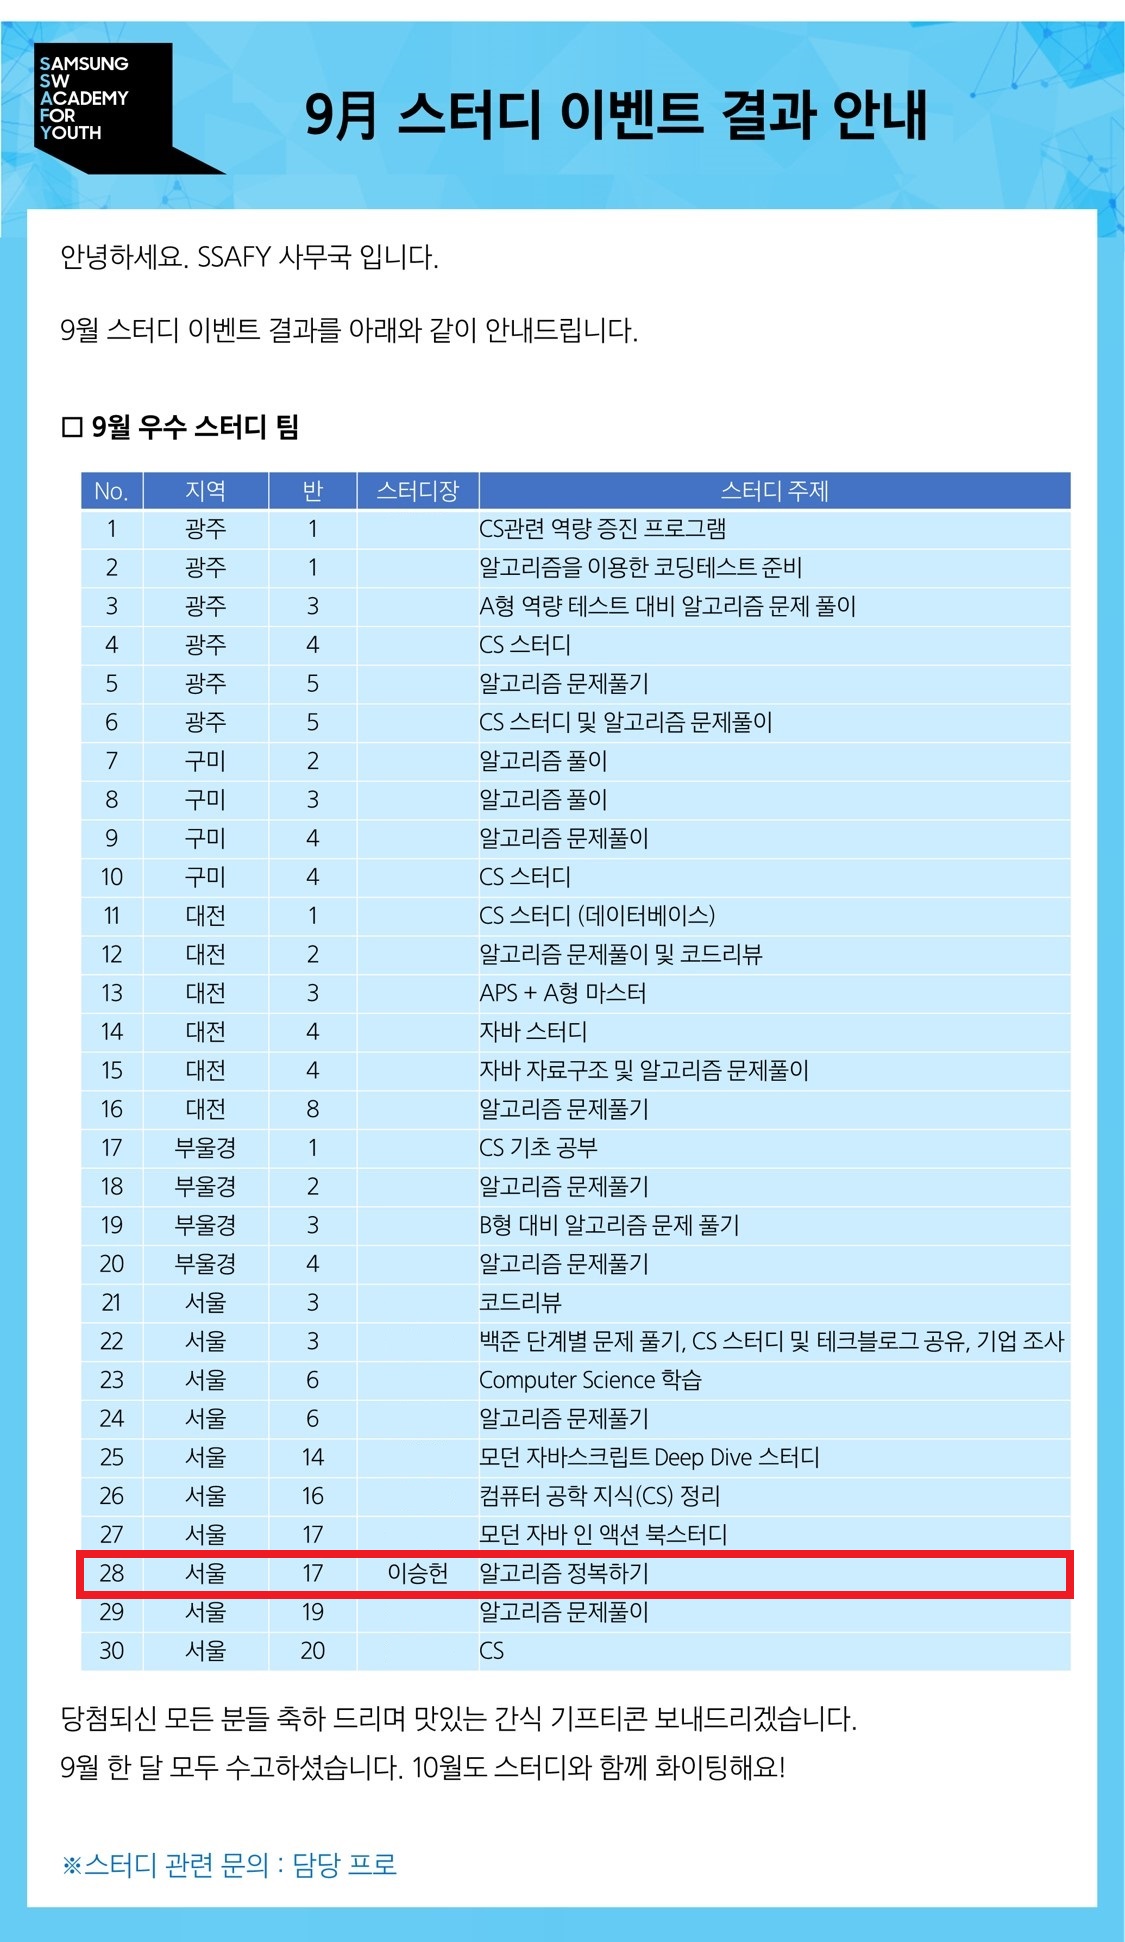 SAMSUNG
SW
ACADEMY
FOR
YOUTH
9月 스터디 이벤트 결과 안내
안녕하세요. SSAFY 사무국 입니다.
9월 스터디 이벤트 결과를 아래와 같이 안내드립니다.
□ 9월 우수 스터디 팀
No. 지역 반 스터디장 스터디 주제
1 광주 1 CS관련 역량 증진 프로그램
2 광주 1 알고리즘을 이용한 코딩테스트 준비
3 광주 3 A형 역량 테스트 대비 알고리즘 문제 풀이
4 광주 4 CS 스터디
5 광주 5 알고리즘 문제풀기
6 광주 5 CS 스터디 및 알고리즘 문제풀이
7 구미 2 알고리즘 풀이
8 구미 3 알고리즘 풀이
9 구미 4 알고리즘 문제풀이
10 구미 4 CS 스터디
11 대전 1 CS 스터디 (데이터베이스)
12 대전 2 알고리즘 문제풀이 및 코드리뷰
13 대전 3 APS + A형 마스터
14 대전 4 자바 스터디
15 대전 4 자바 자료구조 및 알고리즘 문제풀이
16 대전 8 알고리즘 문제풀기
17 부울경 1 CS 기초 공부
18 부울경 2 알고리즘 문제풀기
19 부울경 3 B형 대비 알고리즘 문제 풀기
20 부울경 4 알고리즘 문제풀기
21 서울 3 코드리뷰
22 서울 3 백준 단계별 문제 풀기, CS 스터디 및 테크블로그 공유, 기업 조사
23 서울 6 Computer Science 학습
24 서울 6 알고리즘 문제풀기
25 서울 14 모던 자바스크립트 Deep Dive 스터디
26 서울 16 컴퓨터 공학 지식(CS) 정리
27 서울 17 모던 자바 인 액션 북스터디
28 서울 17 이승헌 알고리즘 정복하기
29 서울 19 알고리즘 문제풀이
30 서울 20 CS
당첨되신 모든 분들 축하 드리며 맛있는 간식 기프티콘 보내드리겠습니다.
9월 한 달 모두 수고하셨습니다. 10월도 스터디와 함께 화이팅해요!
※스터디 관련 문의 : 담당 프로